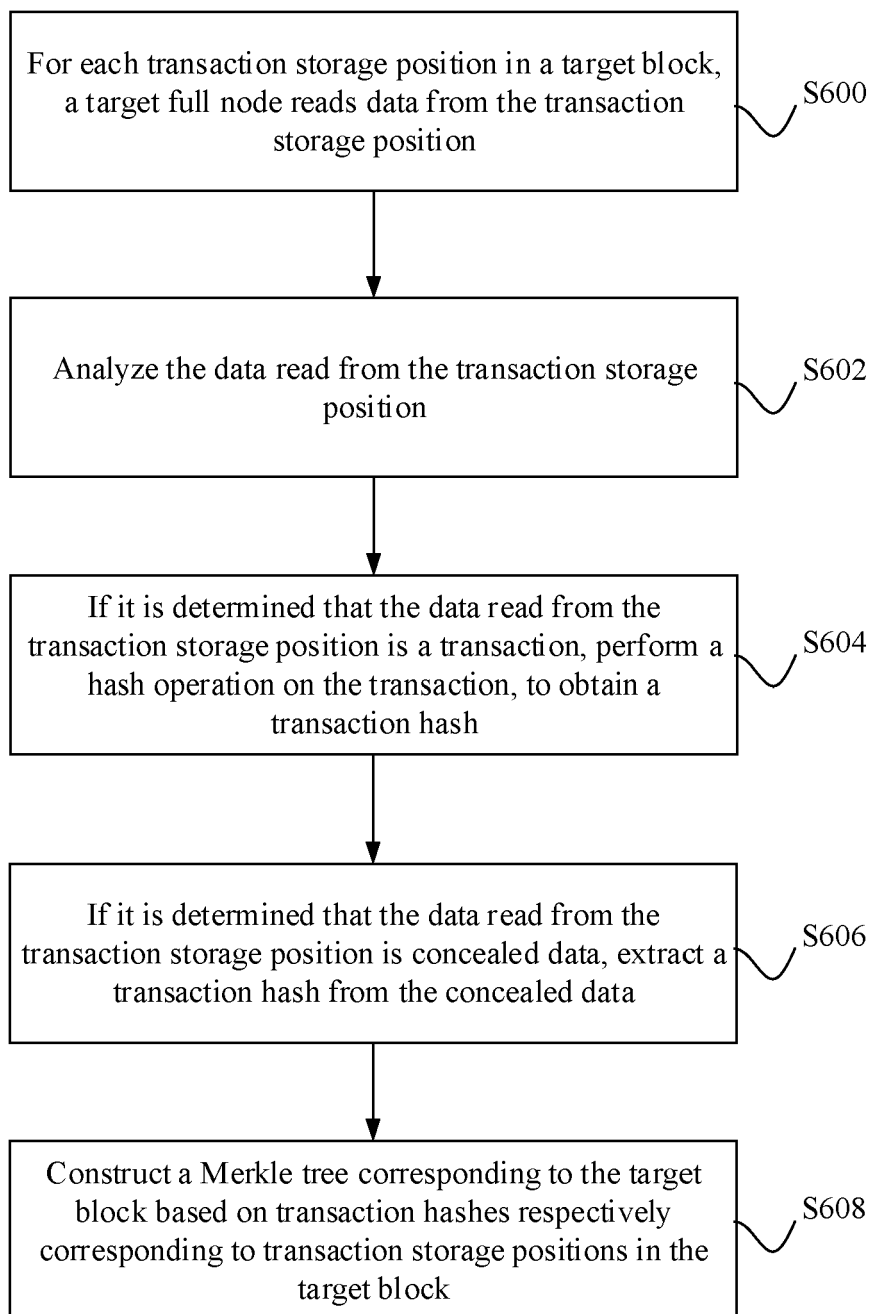 For each transaction storage position in a target block,
a target full node reads data from the transaction
storage position
S600
Analyze the data read from the transaction storage
position
S602
If it is determined that the data read from the
transaction storage position is a transaction, perform a
hash operation on the transaction, to obtain a
transaction hash
S604
If it is determined that the data read from the
transaction storage position is concealed data, extract a
transaction hash from the concealed data
S606
Construct a Merkle tree corresponding to the target
block based on transaction hashes respectively
corresponding to transaction storage positions in the
target block
S608